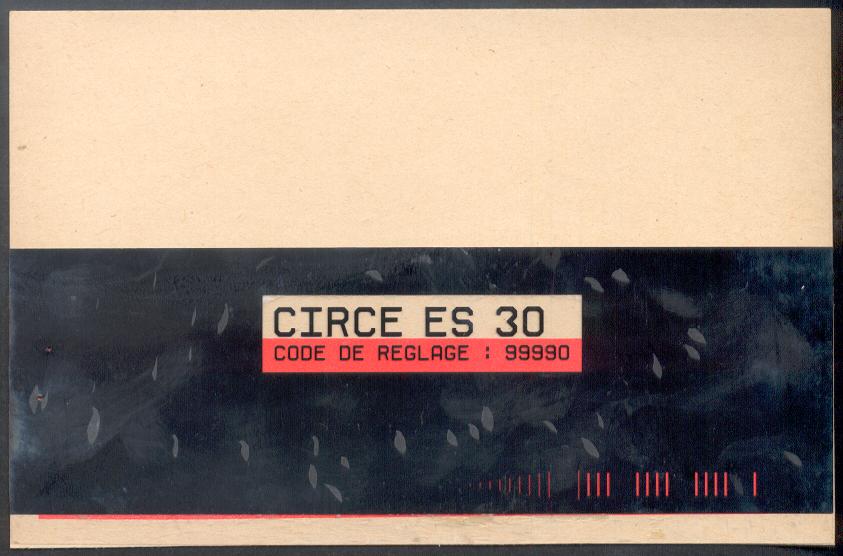 CIRCE ES 30
CODE DE REGLAGE : 99990